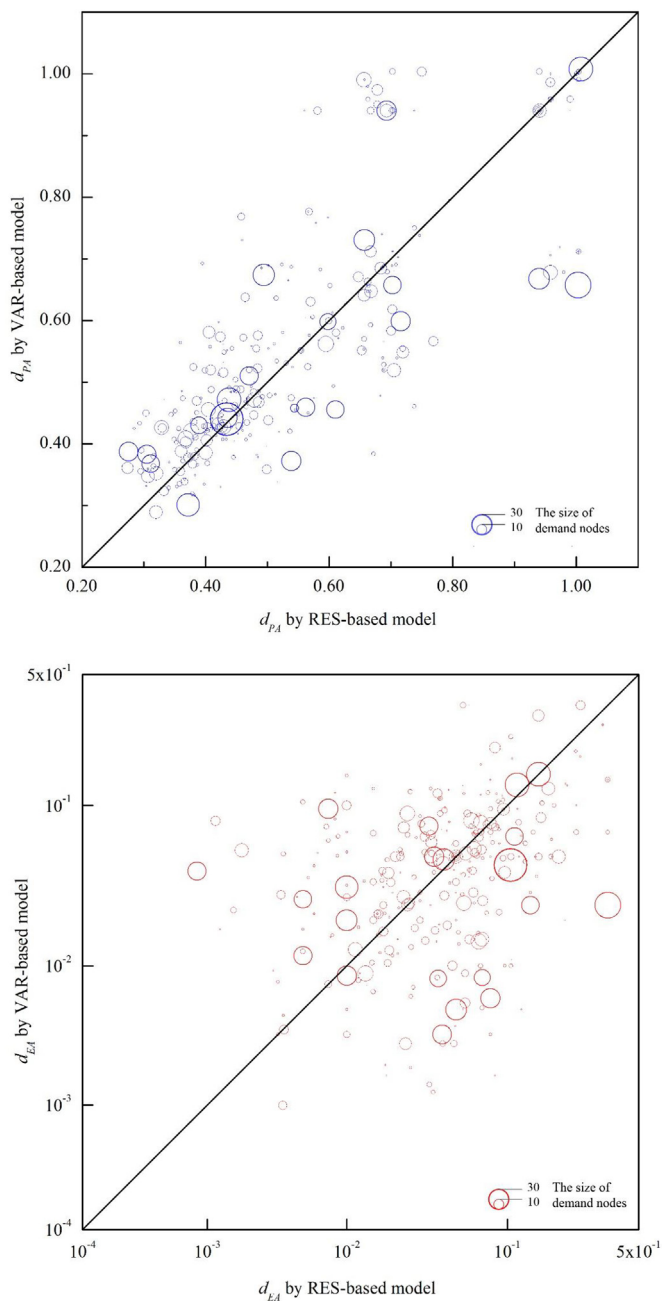 1.00
0.80
0.60
0.40
0.20
d_PA by VAR-based model
30 The size of
10 demand nodes
0.20 0.40 0.60 0.80 1.00
d_PA by RES-based model
5x10⁻¹
10⁻¹
10⁻²
10⁻³
10⁻⁴
d_EA by VAR-based model
30 The size of
10 demand nodes
10⁻⁴ 10⁻³ 10⁻² 10⁻¹ 5x10⁻¹
d_EA by RES-based model